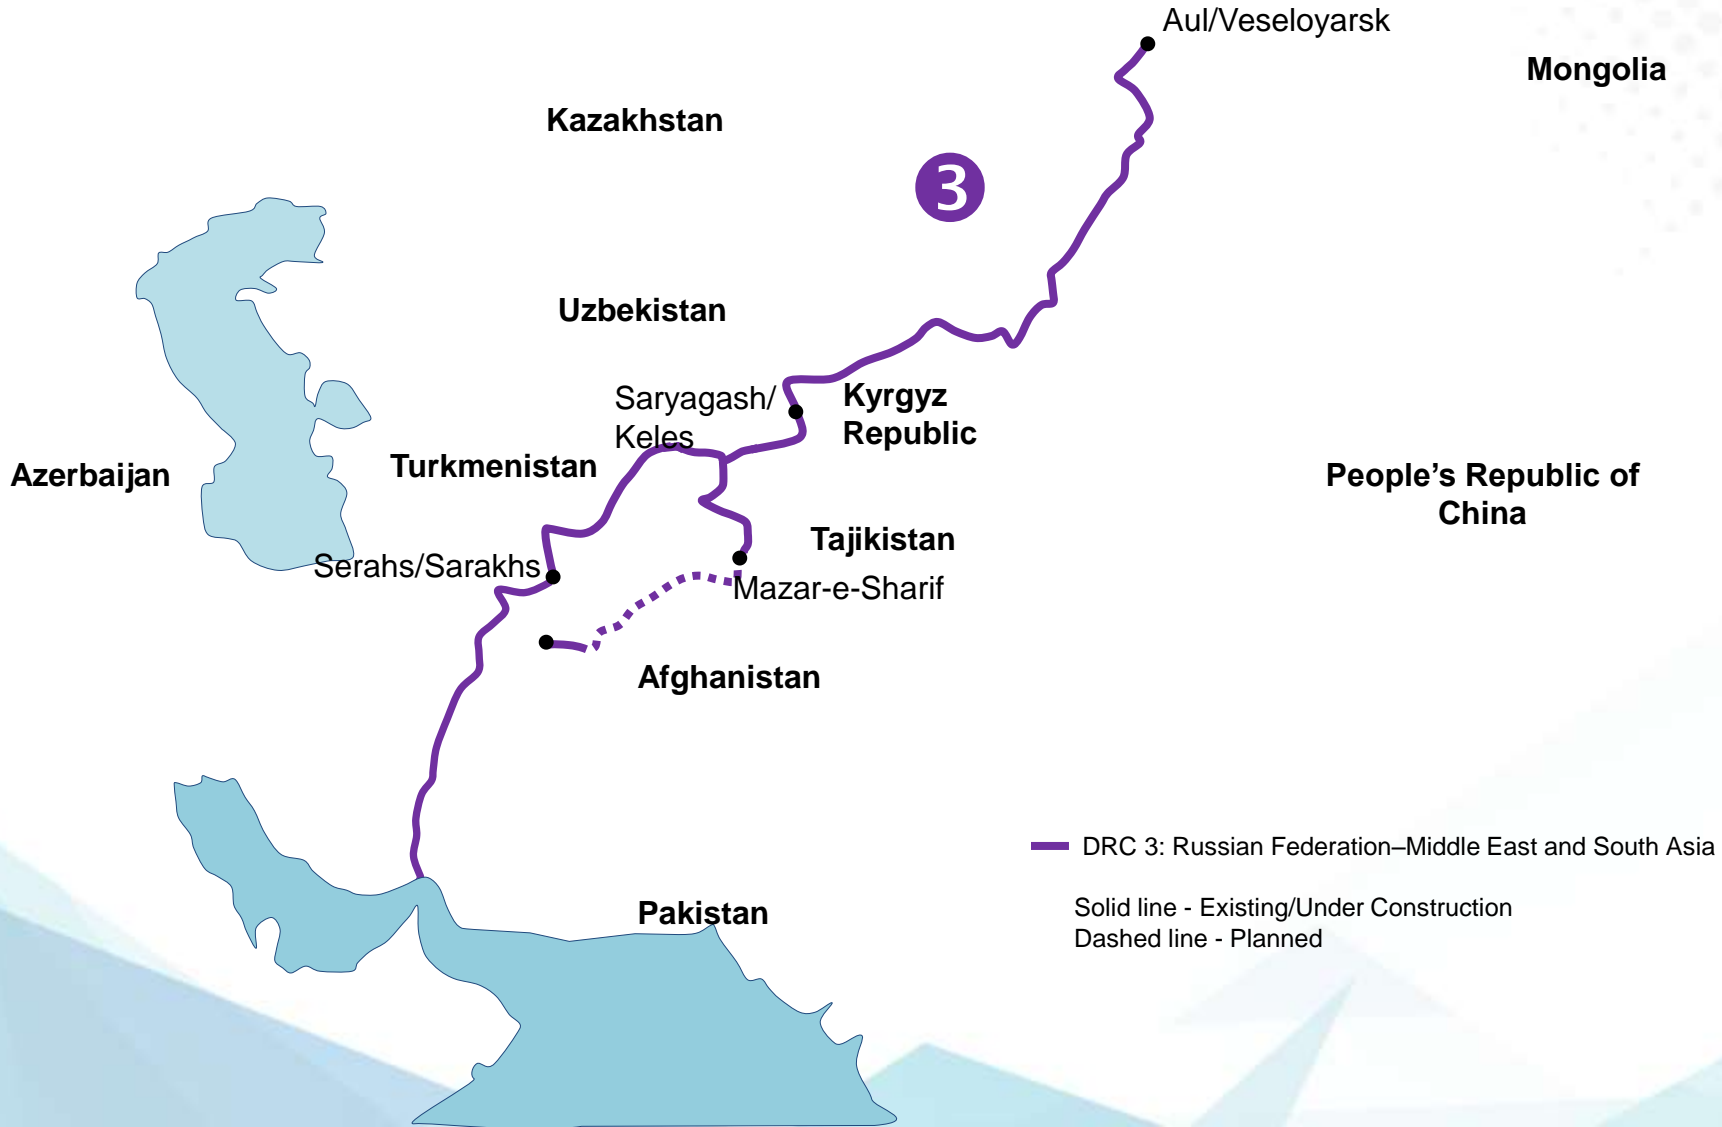 Aul/Veseloyarsk
Mongolia
Kazakhstan
3
Uzbekistan
Saryagash/
Keles
Kyrgyz
Republic
Azerbaijan
Turkmenistan
People’s Republic of
China
Tajikistan
Serahs/Sarakhs
Mazar-e-Sharif
Afghanistan
DRC 3: Russian Federation–Middle East and South Asia
Pakistan
Solid line - Existing/Under Construction
Dashed line - Planned